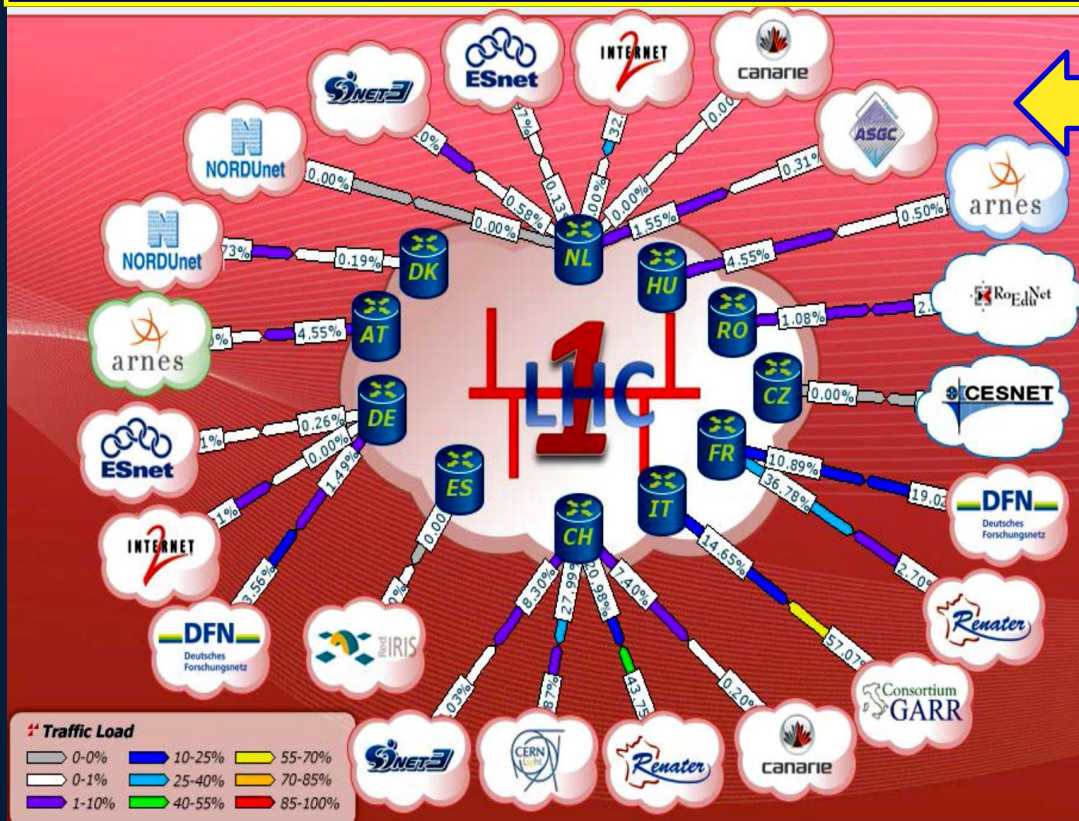 SINET3
ESnet
INTERNET
2
canarie
ASGC
NORDUnet
arnes
NORDUnet
RoEduNet
arnes
CESNET
ESnet
DFN
Deutsches
Forschungsnetz
INTERNET
2
Renater
DFN
Deutsches
Forschungsnetz
Red IRIS
Consortium
GARR
SINET3
CERN
Light
Renater
canarie
0.00%
0.00%
0.58%
0.00%
1.55%
0.31%
0.50%
4.55%
0.19%
4.55%
1.08%
0.00%
0.26%
0.00%
1.49%
10.89%
36.78%
2.70%
14.65%
57.07%
8.30%
7.40%
0.20%
DK
NL
HU
AT
RO
CZ
DE
FR
ES
IT
CH
LHC
1
Traffic Load
0-0%
10-25%
55-70%
0-1%
25-40%
70-85%
1-10%
40-55%
85-100%